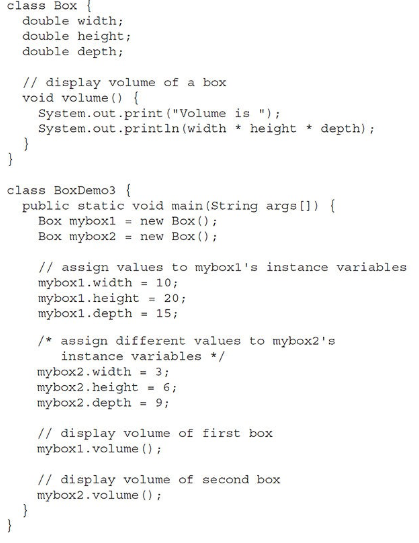 class Box {
  double width;
  double height;
  double depth;

  // display volume of a box
  void volume() {
    System.out.print("Volume is ");
    System.out.println(width * height * depth);
  }
}

class BoxDemo3 {
  public static void main(String args[]) {
    Box mybox1 = new Box();
    Box mybox2 = new Box();

    // assign values to mybox1's instance variables
    mybox1.width = 10;
    mybox1.height = 20;
    mybox1.depth = 15;

    /* assign different values to mybox2's
       instance variables */
    mybox2.width = 3;
    mybox2.height = 6;
    mybox2.depth = 9;

    // display volume of first box
    mybox1.volume();

    // display volume of second box
    mybox2.volume();
  }
}